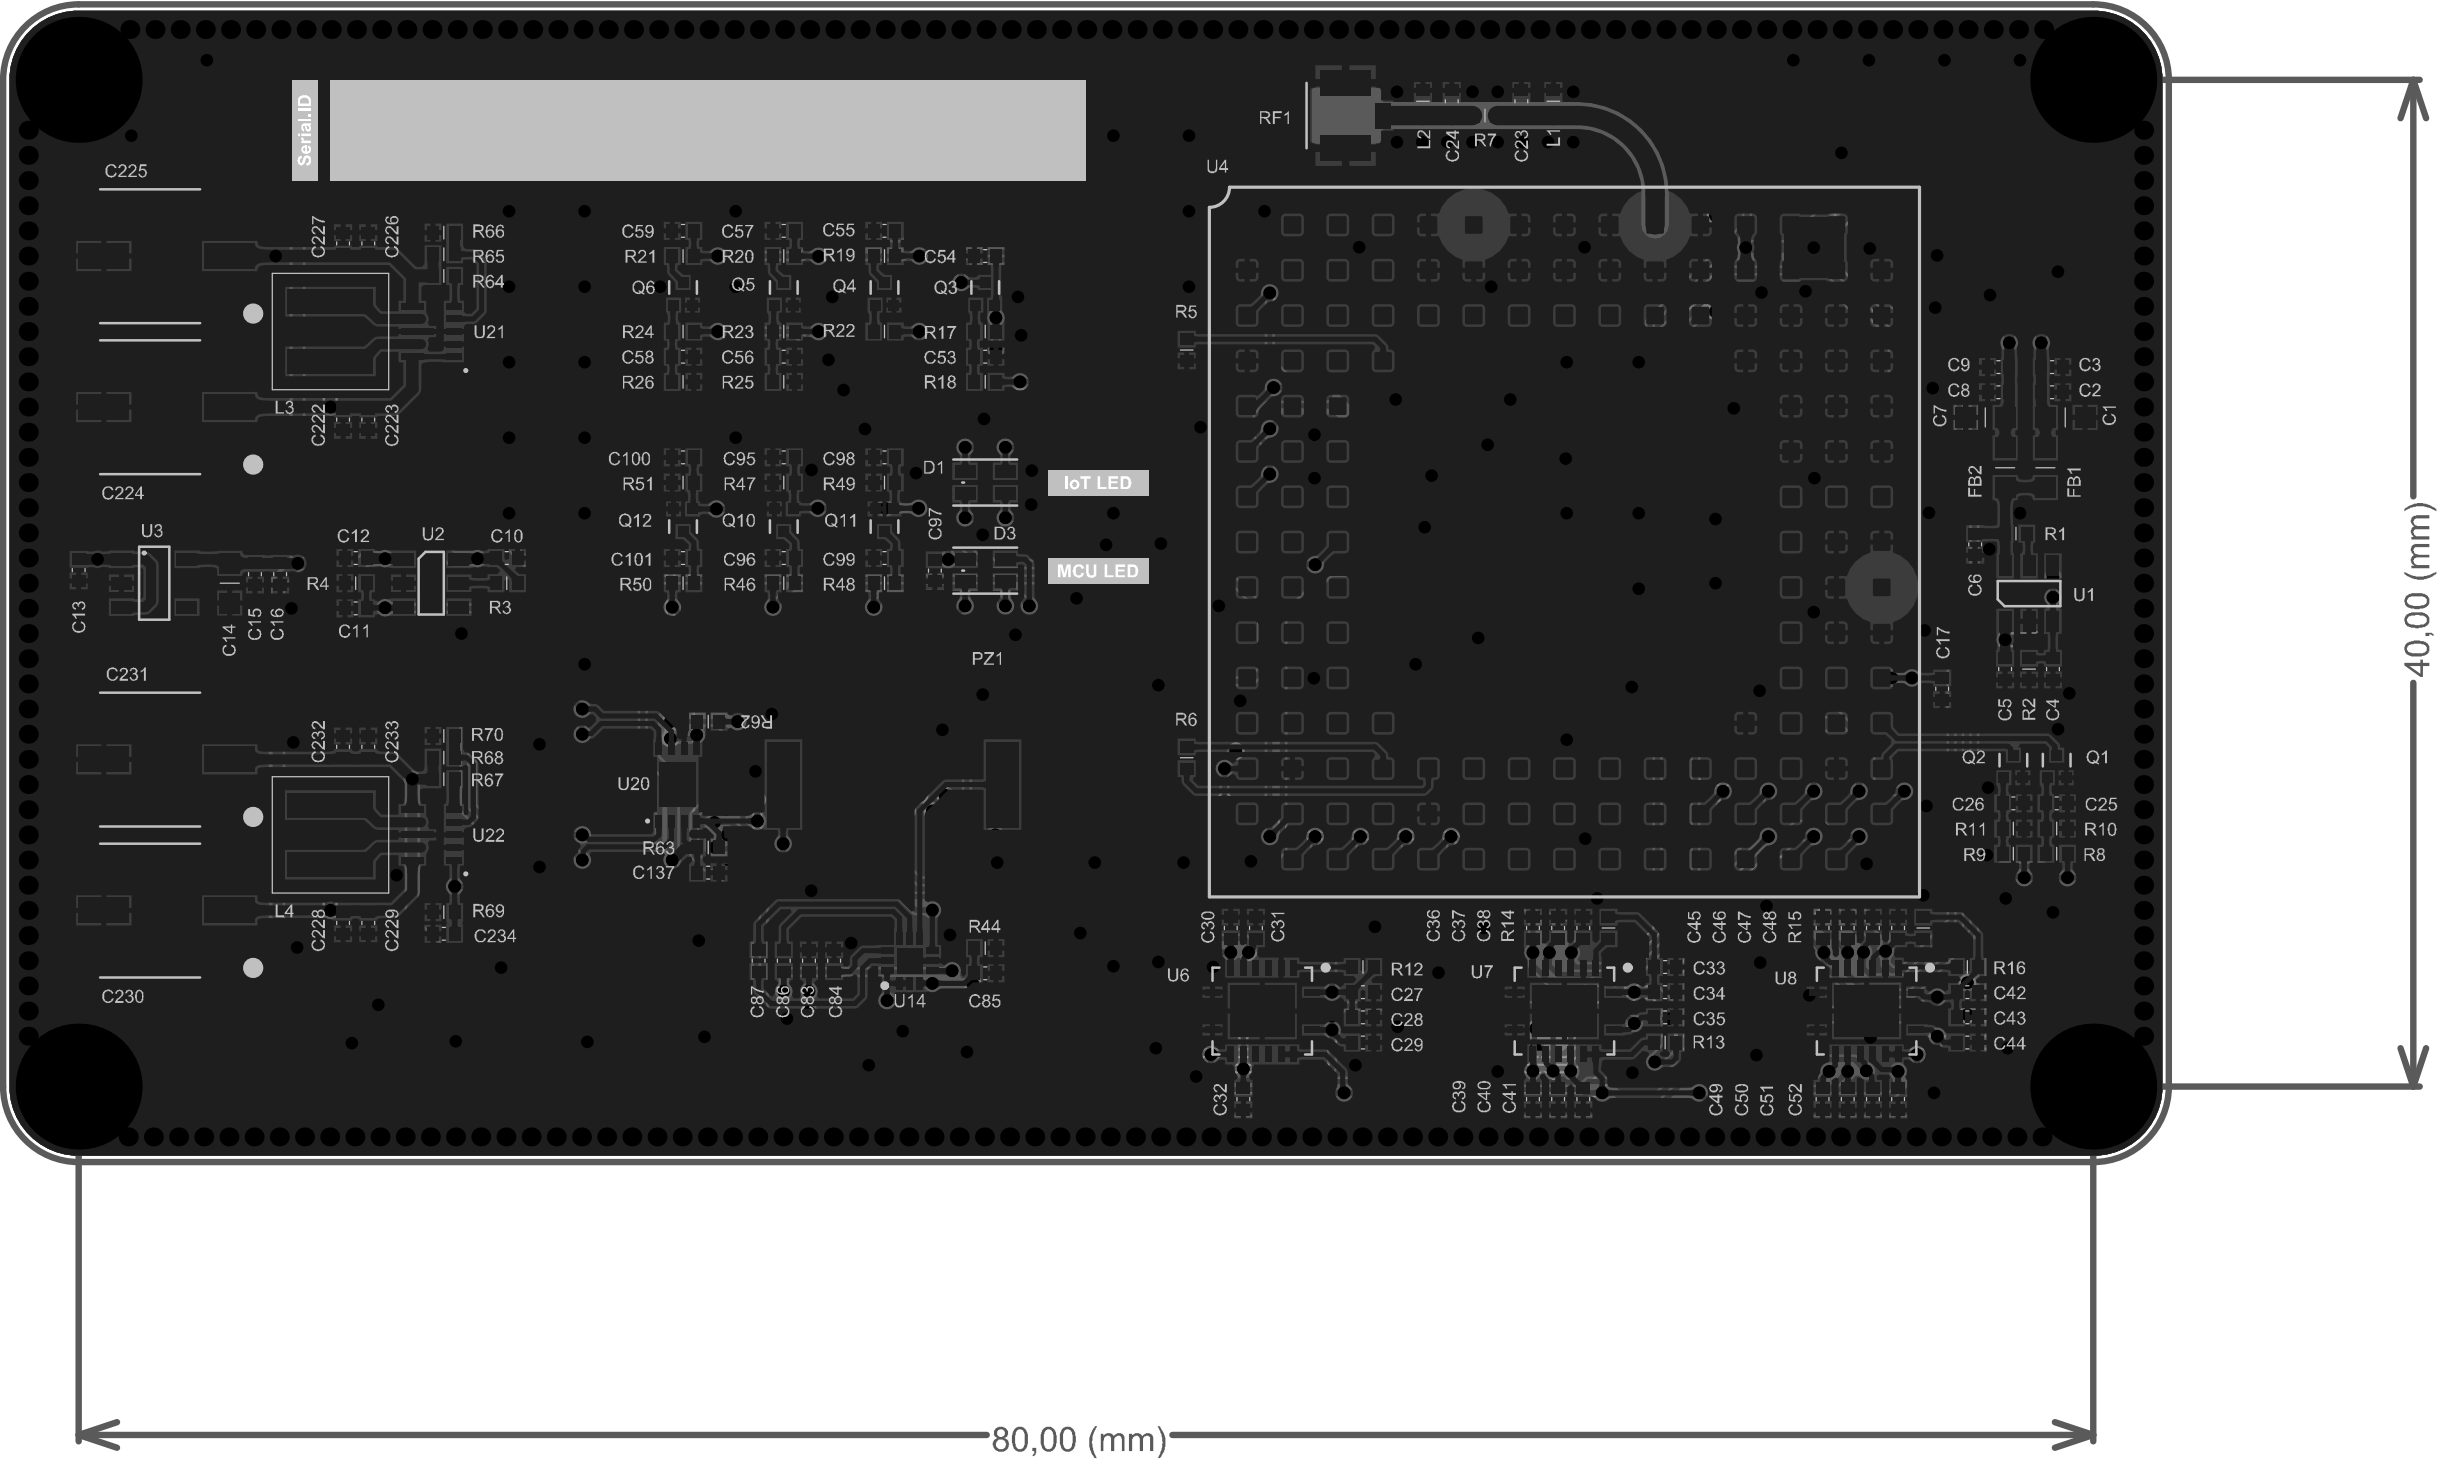 Serial.ID
RF1
L2
C24
R7
C23
L1
U4
C225
C227
C226
R66
R65
R64
U21
L3
C222
C223
C224
C59
C57
C55
R21
R20
R19
C54
Q6
Q5
Q4
Q3
R24
R23
R22
R17
C58
C56
C53
R26
R25
R18
R5
C9
C3
C8
C2
C7
C1
FB2
FB1
C100
C95
C98
D1
R51
R47
R49
IoT LED
Q12
Q10
Q11
C97
D3
C101
C96
C99
MCU LED
R50
R46
R48
U3
C12
U2
C10
R4
R3
C13
C14
C15
C16
C11
R1
C6
U1
C17
C5
R2
C4
PZ1
C231
C232
C233
R70
R68
R67
U22
L4
C228
C229
R69
C234
C230
R62
U20
R63
C137
R6
Q2
Q1
C26
C25
R11
R10
R9
R8
R44
C87
C86
C83
C84
U14
C85
C30
C31
C36
C37
C38
R14
C45
C46
C47
C48
R15
U6
R12
C27
C28
C29
C32
U7
C33
C34
C35
R13
C39
C40
C41
U8
R16
C42
C43
C44
C49
C50
C51
C52
40,00 (mm)
80,00 (mm)